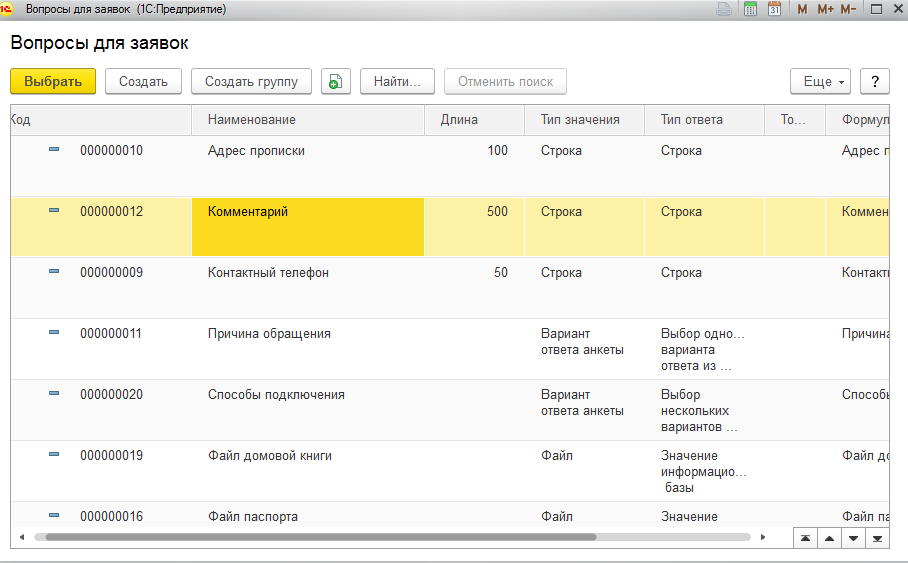 Вопросы для заявок (1С:Предприятие)
31 M M+ M-
Вопросы для заявок
Выбрать Создать Создать группу Найти... Отменить поиск Еще ?
Код Наименование Длина Тип значения Тип ответа То... Формул
000000010 Адрес прописки 100 Строка Строка Адрес п
000000012 Комментарий 500 Строка Строка Коммен
000000009 Контактный телефон 50 Строка Строка Контакт
000000011 Причина обращения Вариант Выбор одно... Причина
ответа анкеты варианта
ответа из ...
000000020 Способы подключения Вариант Выбор Способы
ответа анкеты нескольких
вариантов ...
000000019 Файл домовой книги Файл Значение Файл до
информацио...
базы
000000016 Файл паспорта Файл Значение Файл па